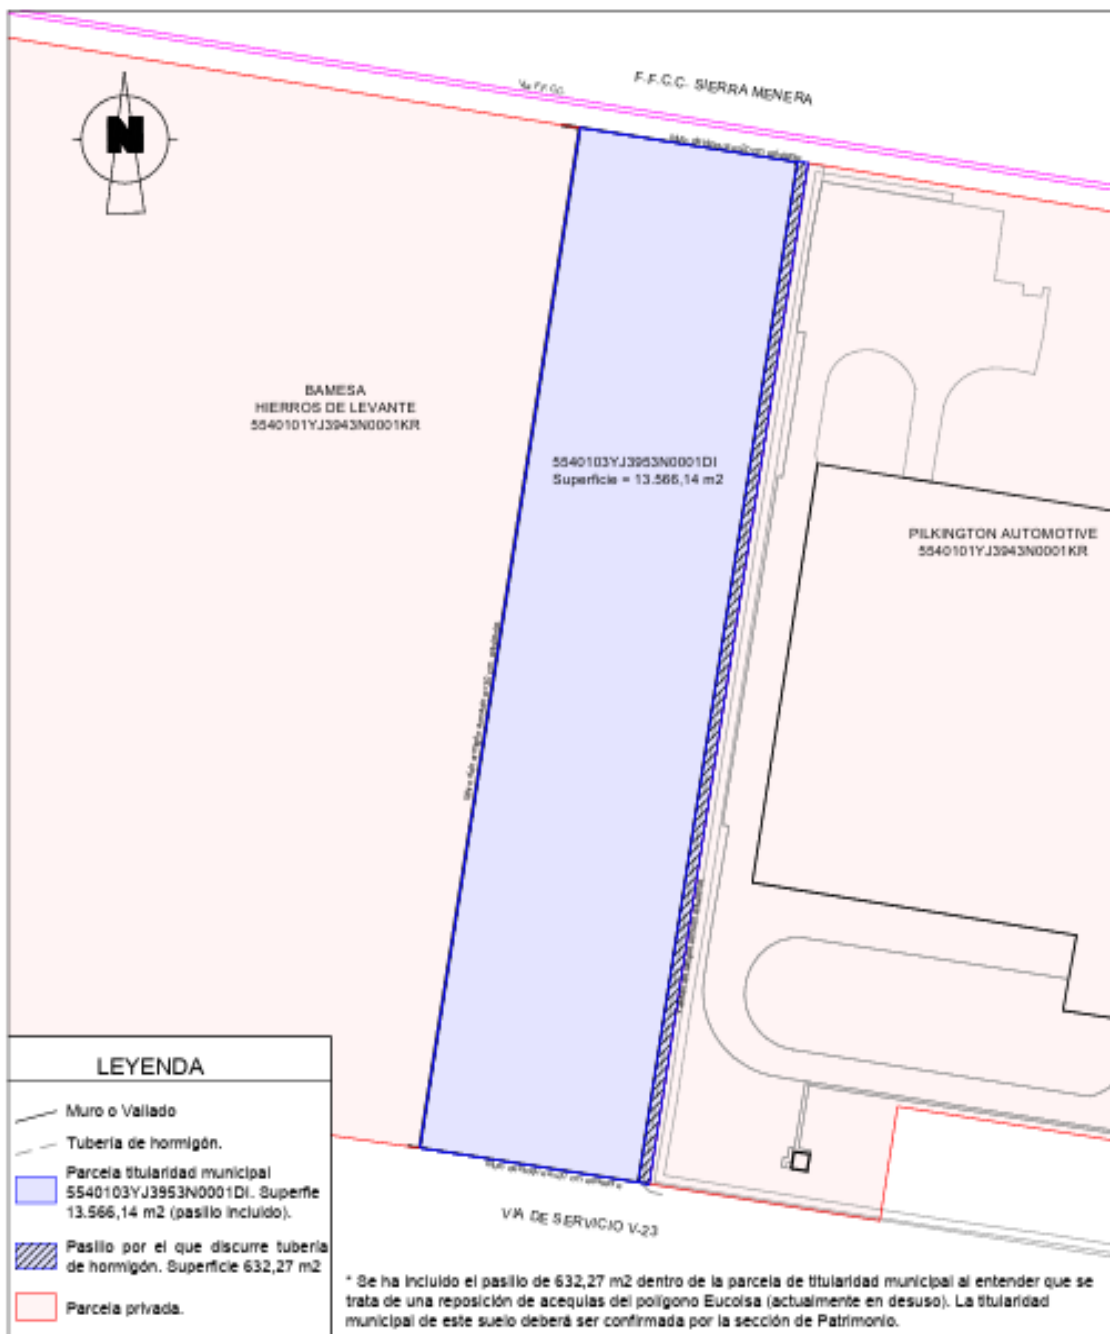 F.F.C.C. SIERRA MENERA
Vía F.F.CC.
N
BAMESA
HIERROS DE LEVANTE
5540101YJ3943N0001KR
5540103YJ3953N0001DI
Superficie = 13.566,14 m2
PILKINGTON AUTOMOTIVE
5540101YJ3943N0001KR
VIA DE SERVICIO V-23
LEYENDA
Muro o Vallado
Tubería de hormigón.
Parcela titularidad municipal
5540103YJ3953N0001DI. Superfie
13.566,14 m2 (pasillo incluido).
Pasillo por el que discurre tubería
de hormigón. Superficie 632,27 m2
Parcela privada.
* Se ha incluido el pasillo de 632,27 m2 dentro de la parcela de titularidad municipal al entender que se
trata de una reposición de acequias del polígono Eucolsa (actualmente en desuso). La titularidad
municipal de este suelo deberá ser confirmada por la sección de Patrimonio.